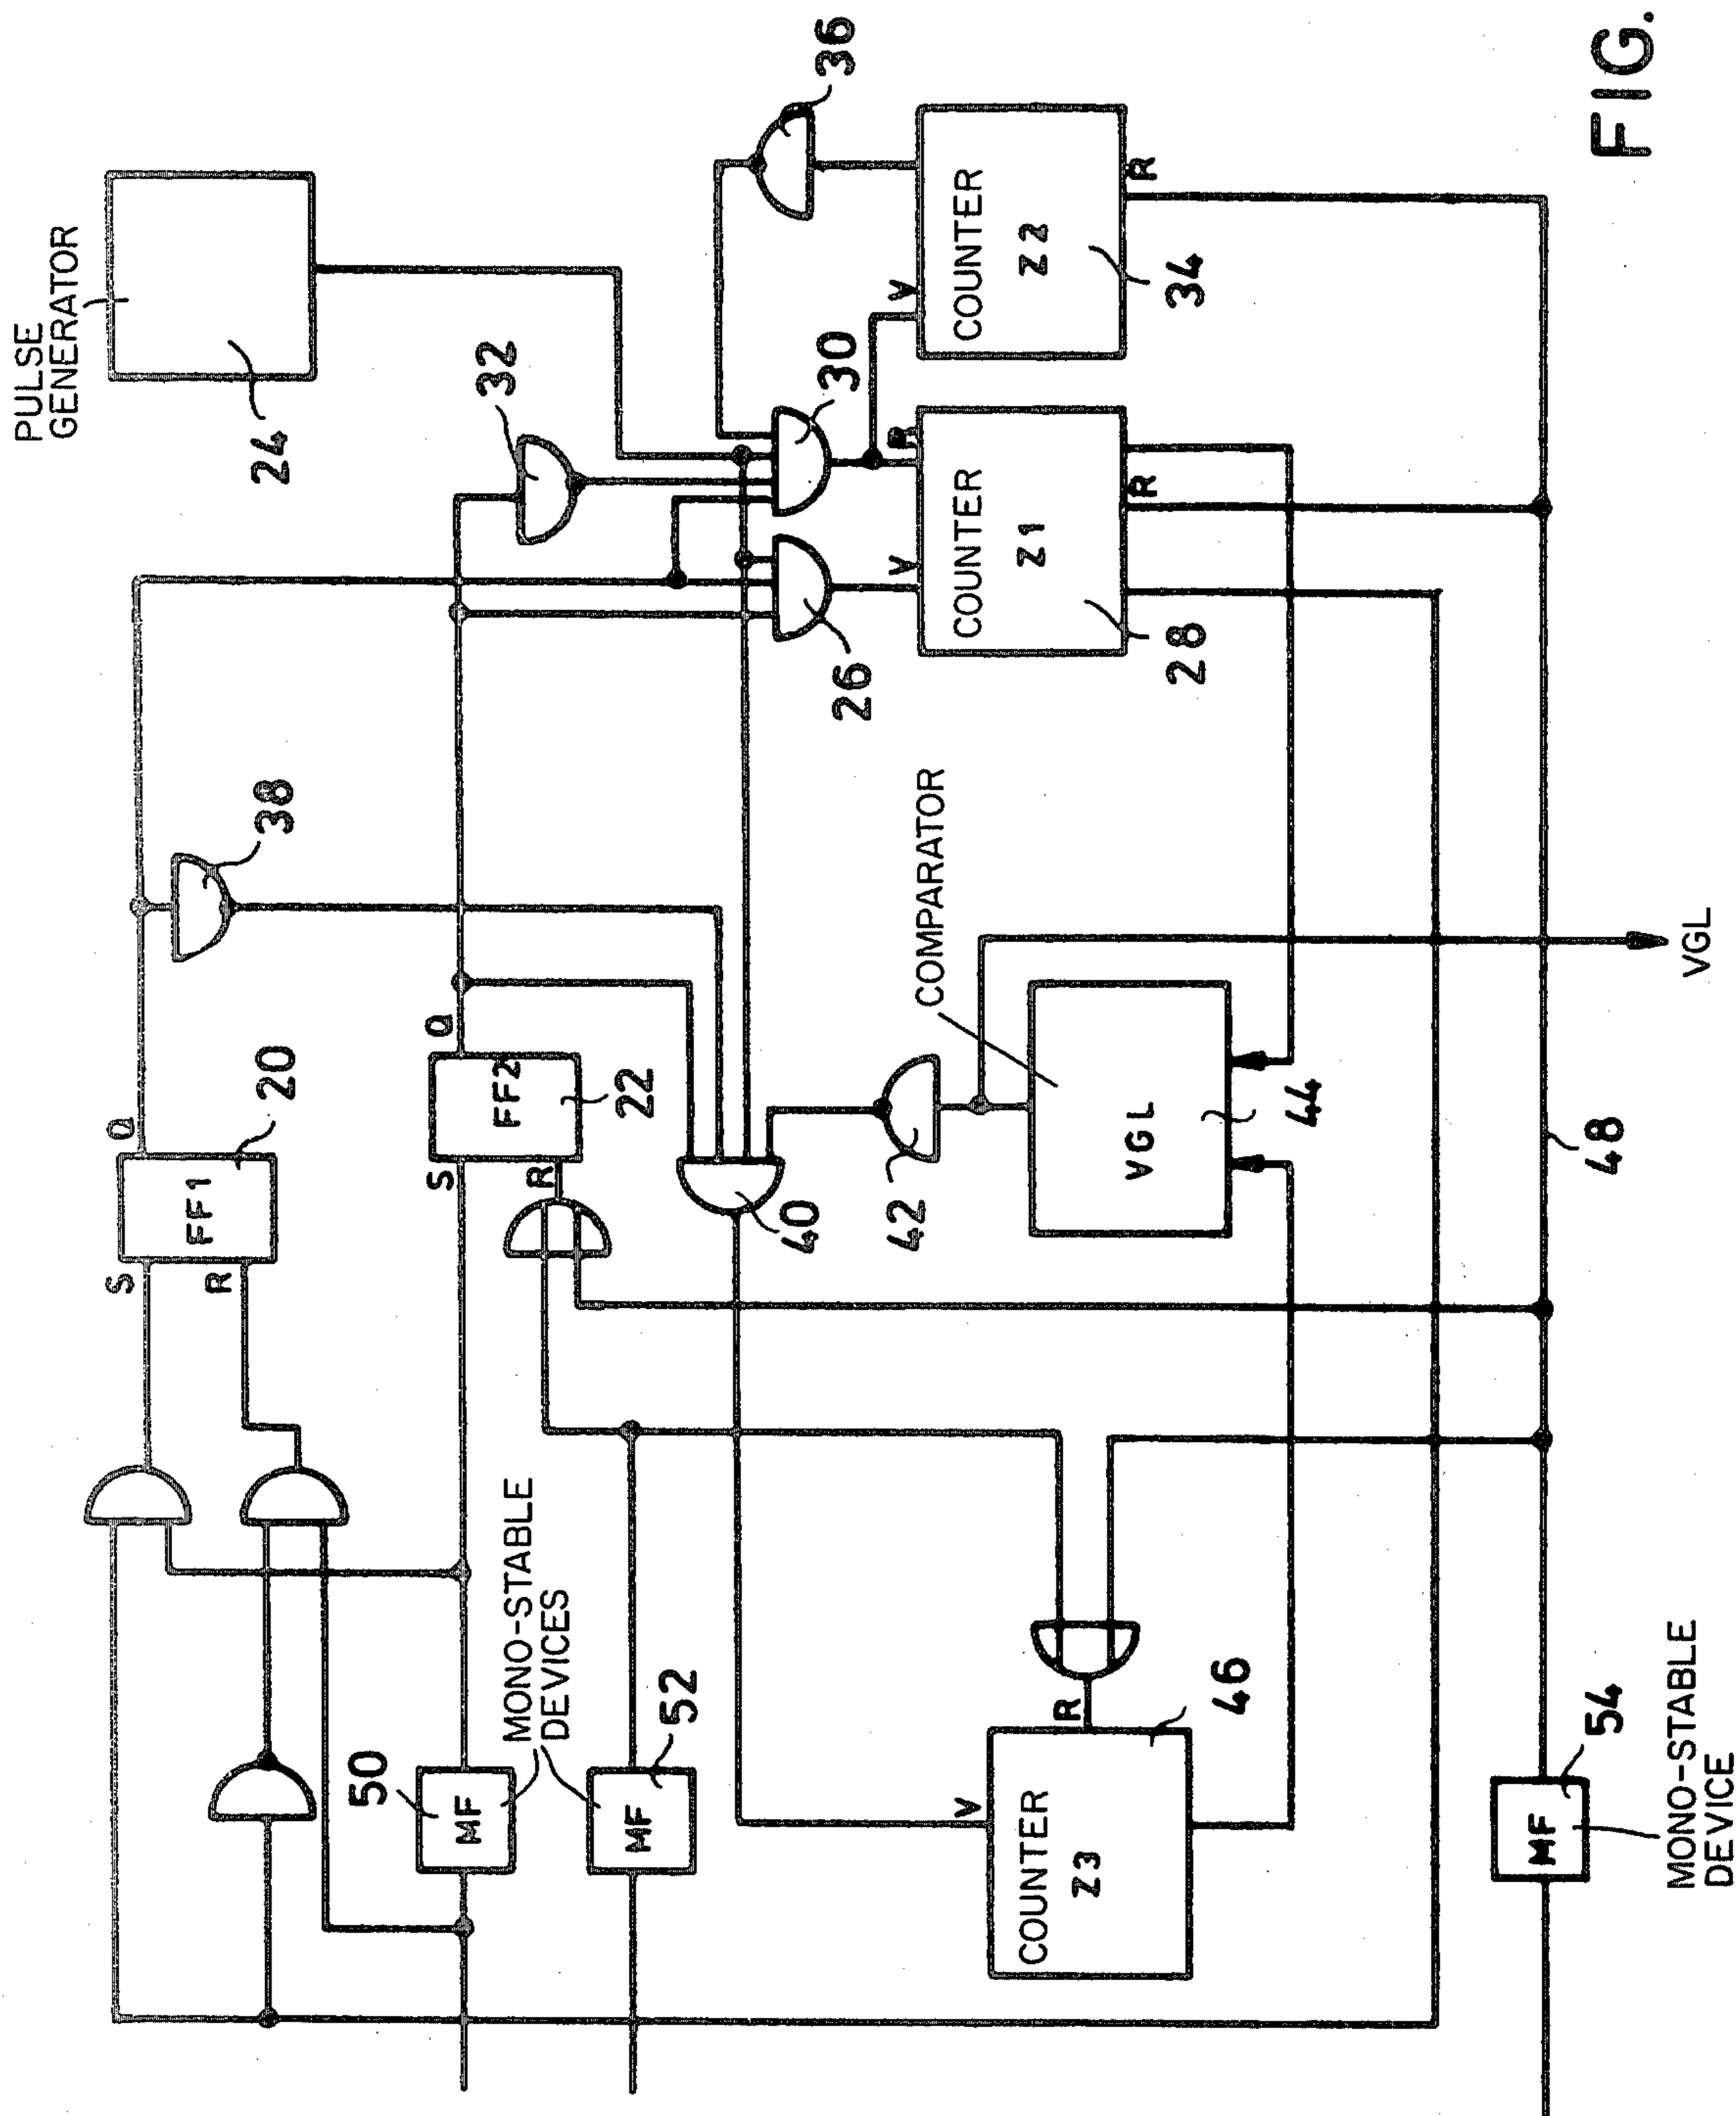 PULSE
GENERATOR
24
32
36
38
30
26
V
R
V
COUNTER
Z1
28
R
COUNTER
Z2
34
R
S
R
FF1
Q
20
S
R
FF2
Q
22
40
42
COMPARATOR
VGL
44
VGL
48
50
MF
MONO-STABLE
DEVICES
MF
52
V
COUNTER
Z3
R
46
MF
54
MONO-STABLE
DEVICE
FIG.